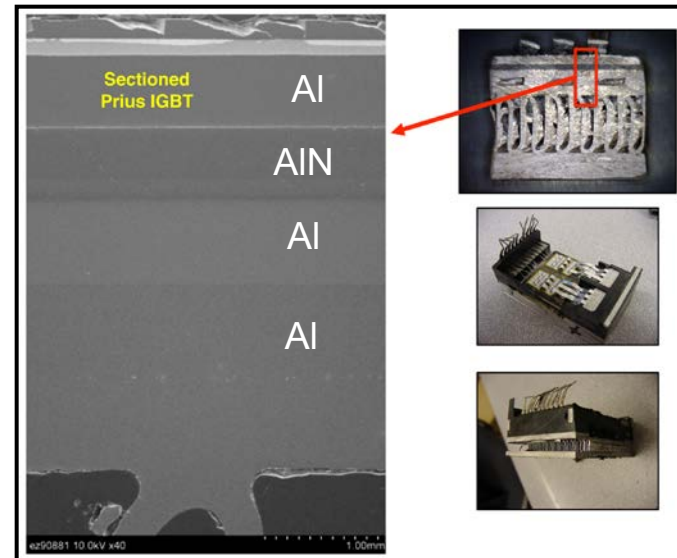 Sectioned
Prius IGBT
Al
AlN
Al
Al
ez90881 10.0kV x40
1.00mm